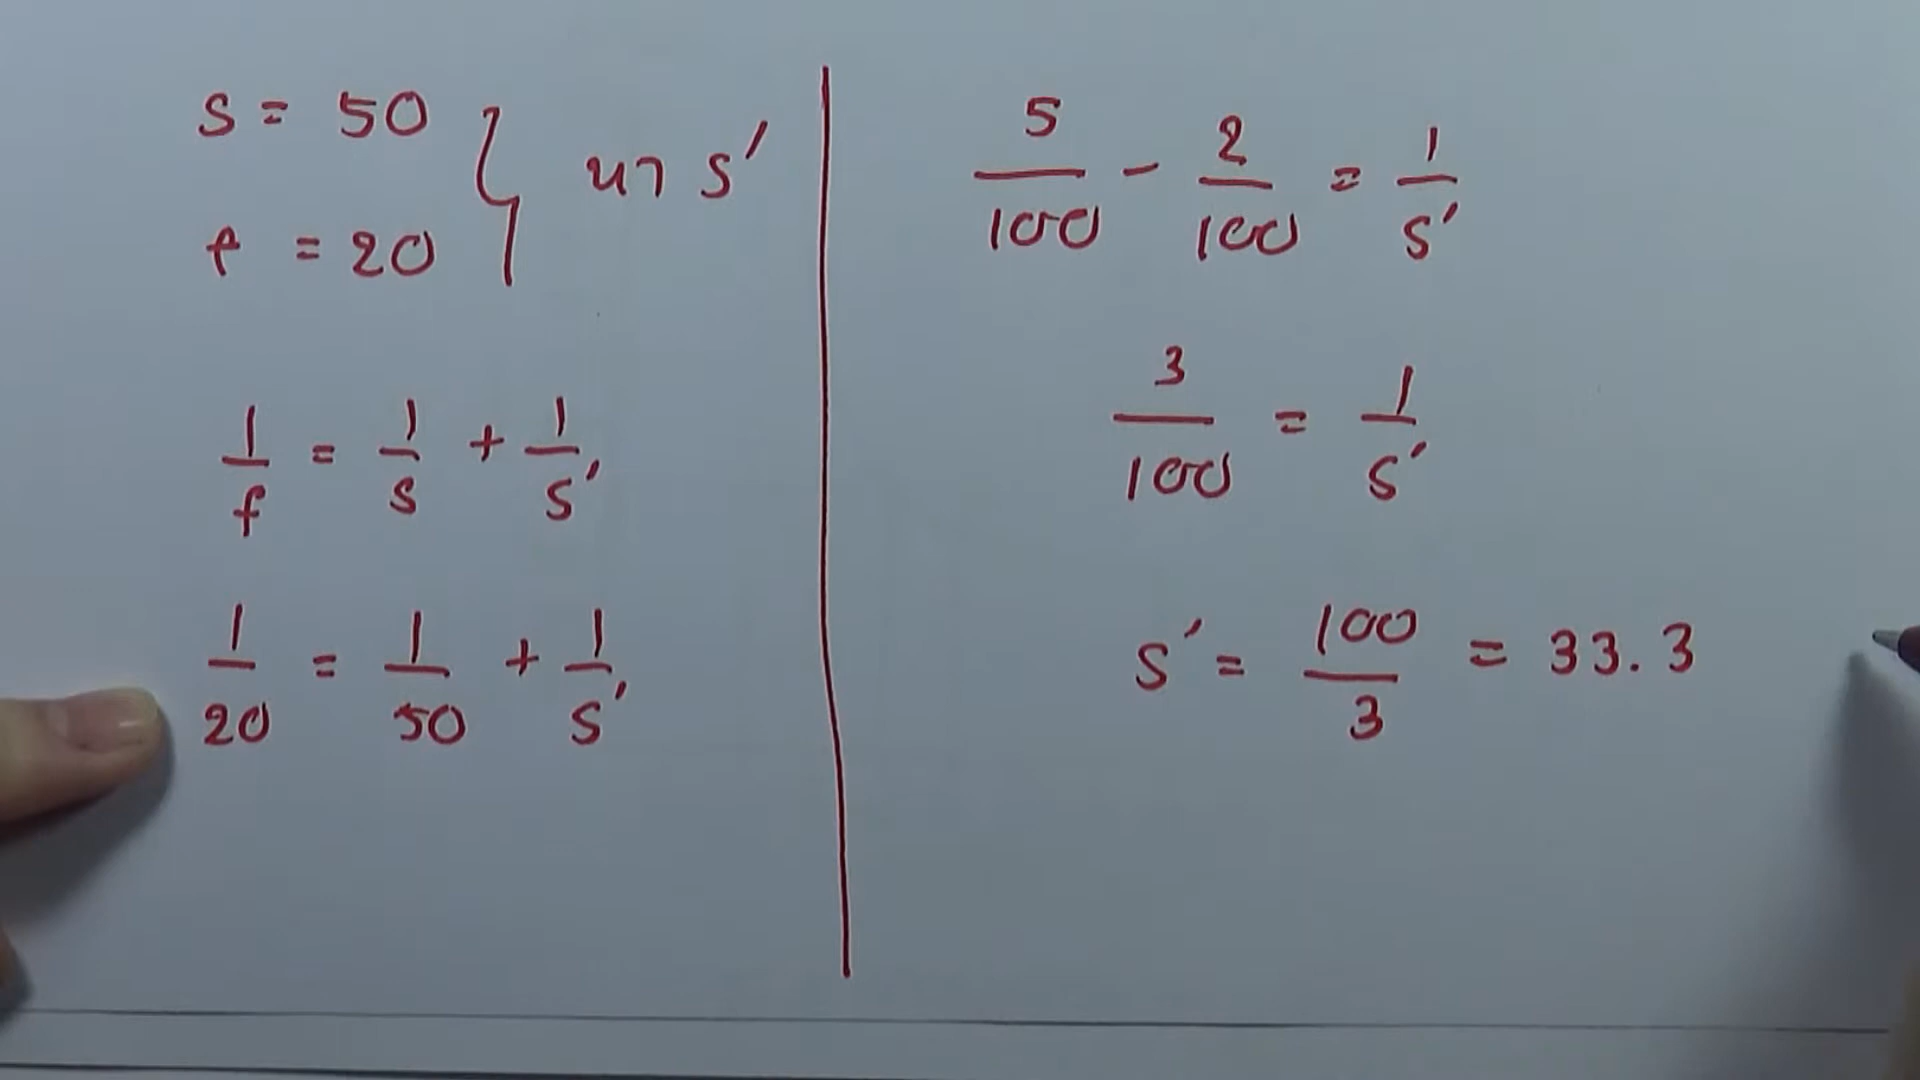 s = 50
f = 20
หา s′
1/f = 1/s + 1/s′
1/20 = 1/50 + 1/s′
5/100 - 2/100 = 1/s′
3/100 = 1/s′
s′ = 100/3 = 33.3